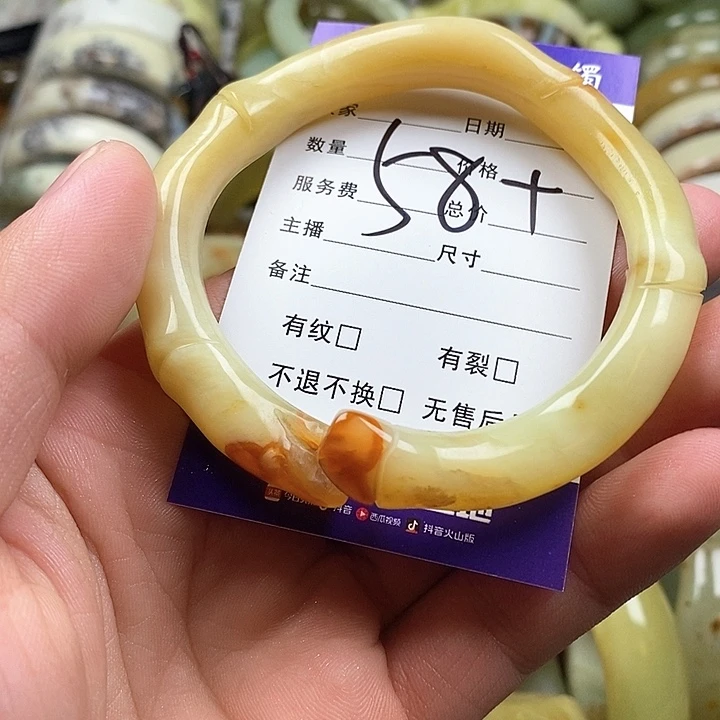 镯
家 日期
数量 价格
58+
服务费 总价
主播 尺寸
备注
有纹□ 有裂□
不退不换□ 无售后
抖音 西瓜视频 抖音火山版